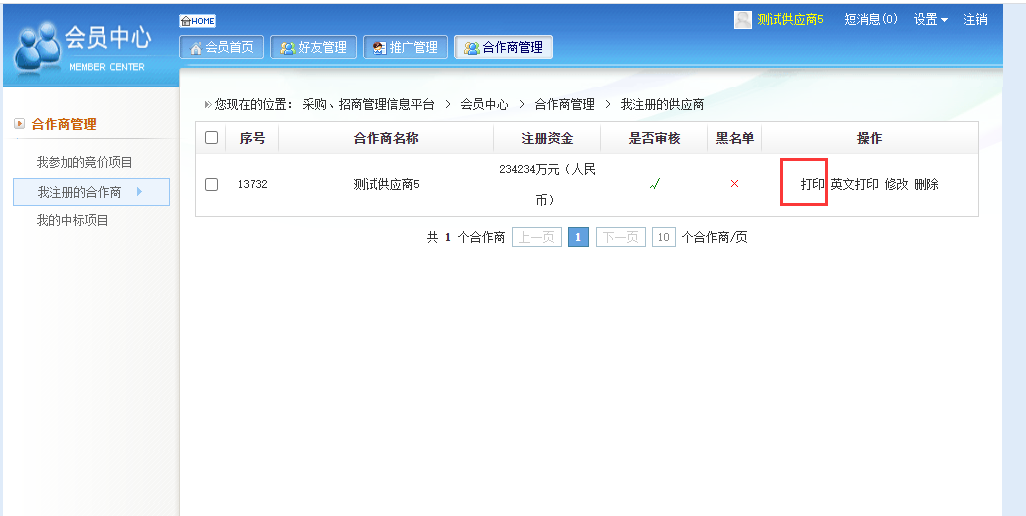 会员中心
MEMBER CENTER
HOME
测试供应商5 短消息(0) 设置 注销
会员首页 好友管理 推广管理 合作商管理
合作商管理
我参加的竞价项目
我注册的合作商
我的中标项目
您现在的位置: 采购、招商管理信息平台 > 会员中心 > 合作商管理 > 我注册的供应商
序号 合作商名称 注册资金 是否审核 黑名单 操作
13732 测试供应商5 234234万元（人民
币） √ × 打印 英文打印 修改 删除
共 1 个合作商 上一页 1 下一页 10 个合作商/页